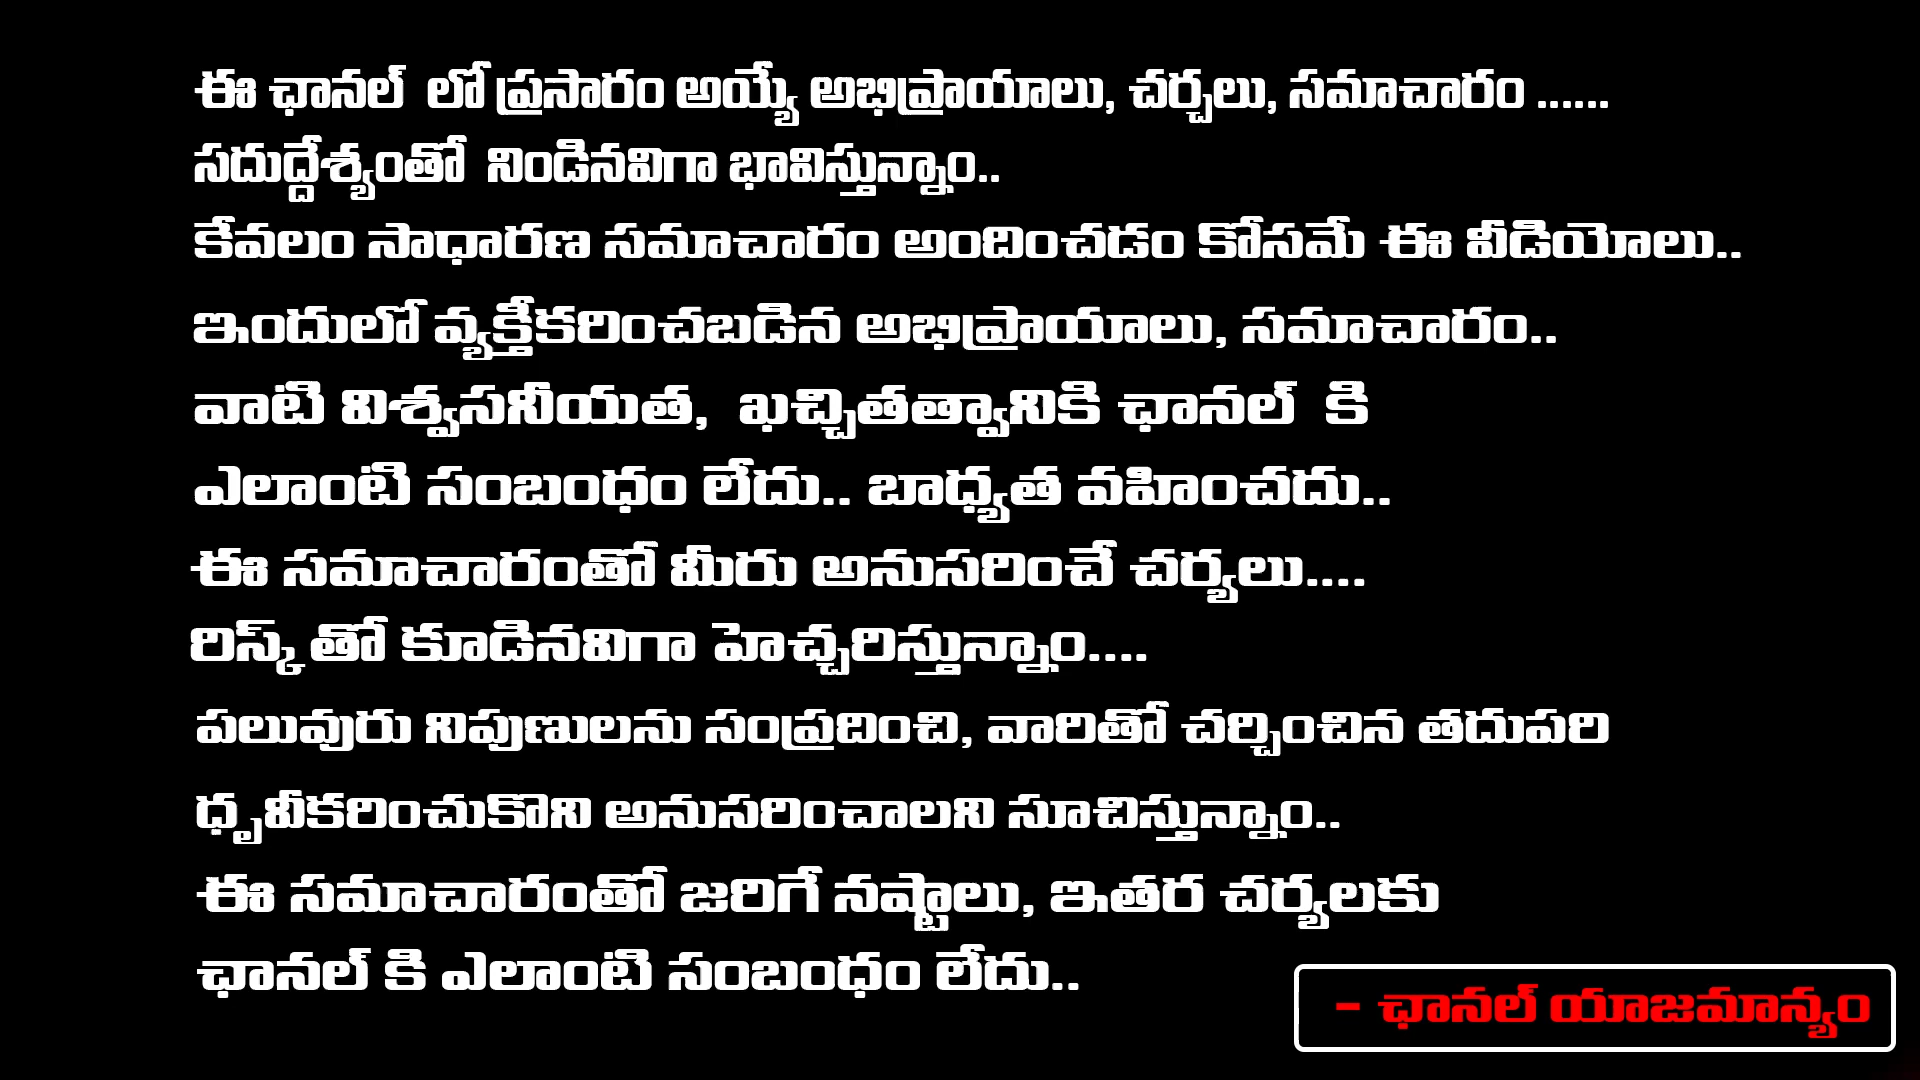 ఈ ఛానల్ లో ప్రసారం అయ్యే అభిప్రాయాలు, చర్చలు, సమాచారం ......
సదుద్దేశ్యంతో నిండినవిగా భావిస్తున్నాం..
కేవలం సాధారణ సమాచారం అందించడం కోసమే ఈ వీడియోలు..
ఇందులో వ్యక్తీకరించబడిన అభిప్రాయాలు, సమాచారం..
వాటి విశ్వసనీయత, ఖచ్చితత్వానికి ఛానల్ కి
ఎలాంటి సంబంధం లేదు.. బాధ్యత వహించదు..
ఈ సమాచారంతో మీరు అనుసరించే చర్యలు....
రిస్క్ తో కూడినవిగా హెచ్చరిస్తున్నాం....
పలువురు నిపుణులను సంప్రదించి, వారితో చర్చించిన తదుపరి
ధృవీకరించుకొని అనుసరించాలని సూచిస్తున్నాం..
ఈ సమాచారంతో జరిగే నష్టాలు, ఇతర చర్యలకు
ఛానల్ కి ఎలాంటి సంబంధం లేదు..
- ఛానల్ యాజమాన్యం